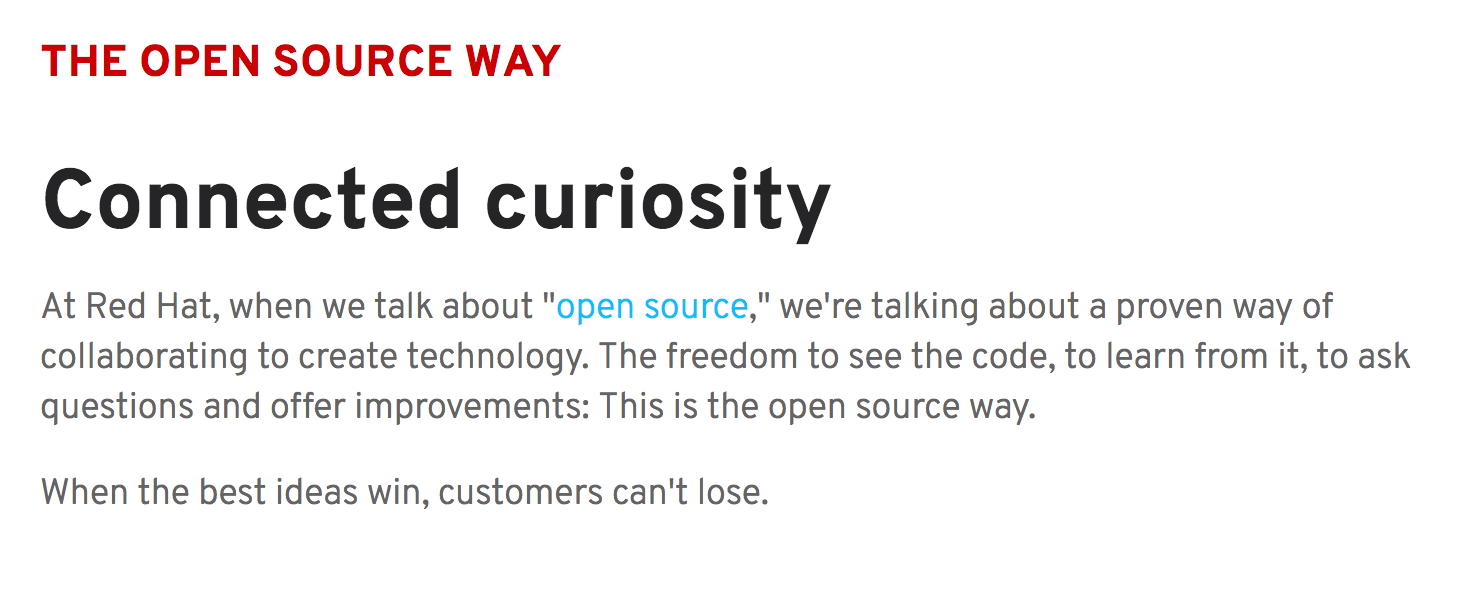 THE OPEN SOURCE WAY
Connected curiosity
At Red Hat, when we talk about "open source," we're talking about a proven way of
collaborating to create technology. The freedom to see the code, to learn from it, to ask
questions and offer improvements: This is the open source way.
When the best ideas win, customers can't lose.